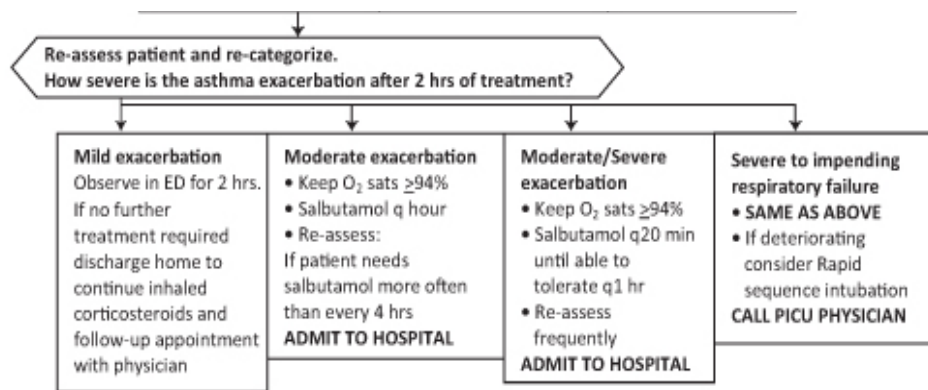 Re-assess patient and re-categorize.
How severe is the asthma exacerbation after 2 hrs of treatment?
Mild exacerbation
Observe in ED for 2 hrs.
If no further
treatment required
discharge home to
continue inhaled
corticosteroids and
follow-up appointment
with physician
Moderate exacerbation
• Keep O₂ sats ≥94%
• Salbutamol q hour
• Re-assess:
If patient needs
salbutamol more often
than every 4 hrs
ADMIT TO HOSPITAL
Moderate/Severe
exacerbation
• Keep O₂ sats ≥94%
• Salbutamol q20 min
until able to
tolerate q1 hr
• Re-assess
frequently
ADMIT TO HOSPITAL
Severe to impending
respiratory failure
• SAME AS ABOVE
• If deteriorating
consider Rapid
sequence intubation
CALL PICU PHYSICIAN